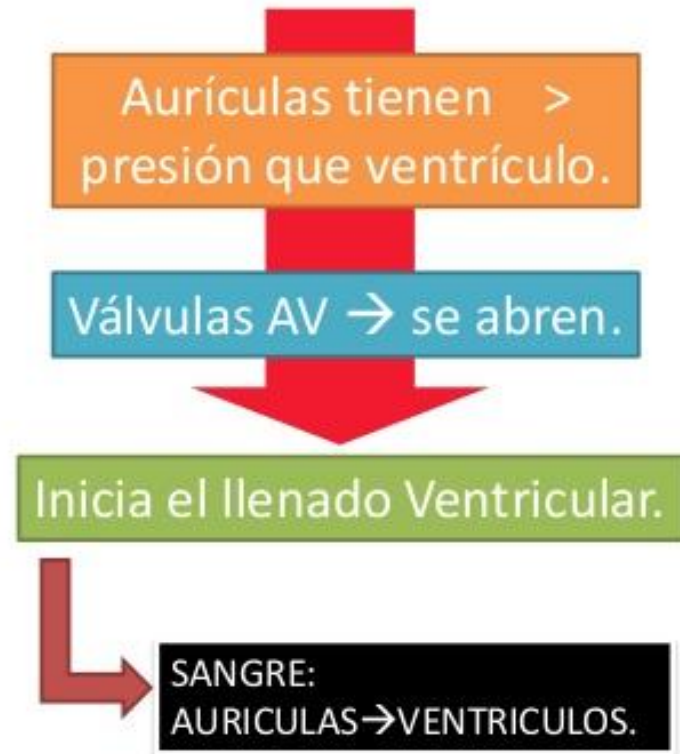 Aurículas tienen >
presión que ventrículo.
Válvulas AV → se abren.
Inicia el llenado Ventricular.
SANGRE:
AURICULAS→VENTRICULOS.